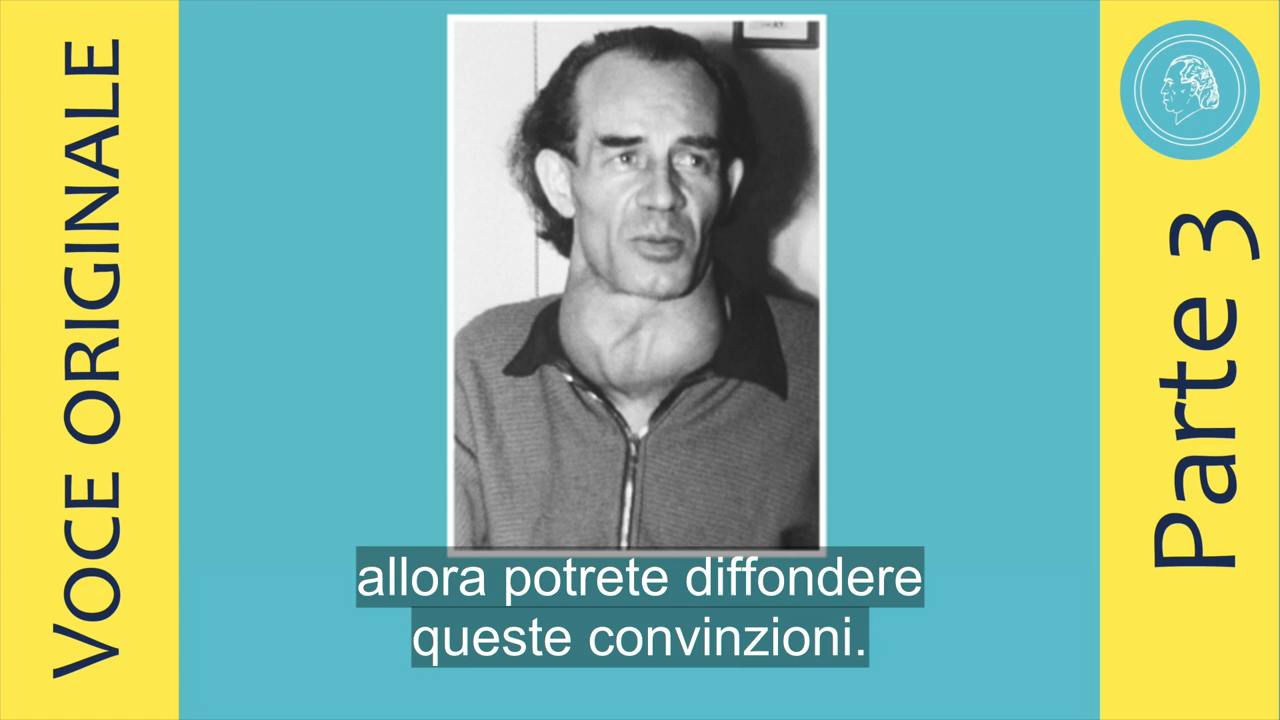 VOCE ORIGINALE
allora potrete diffondere
queste convinzioni.
Parte 3